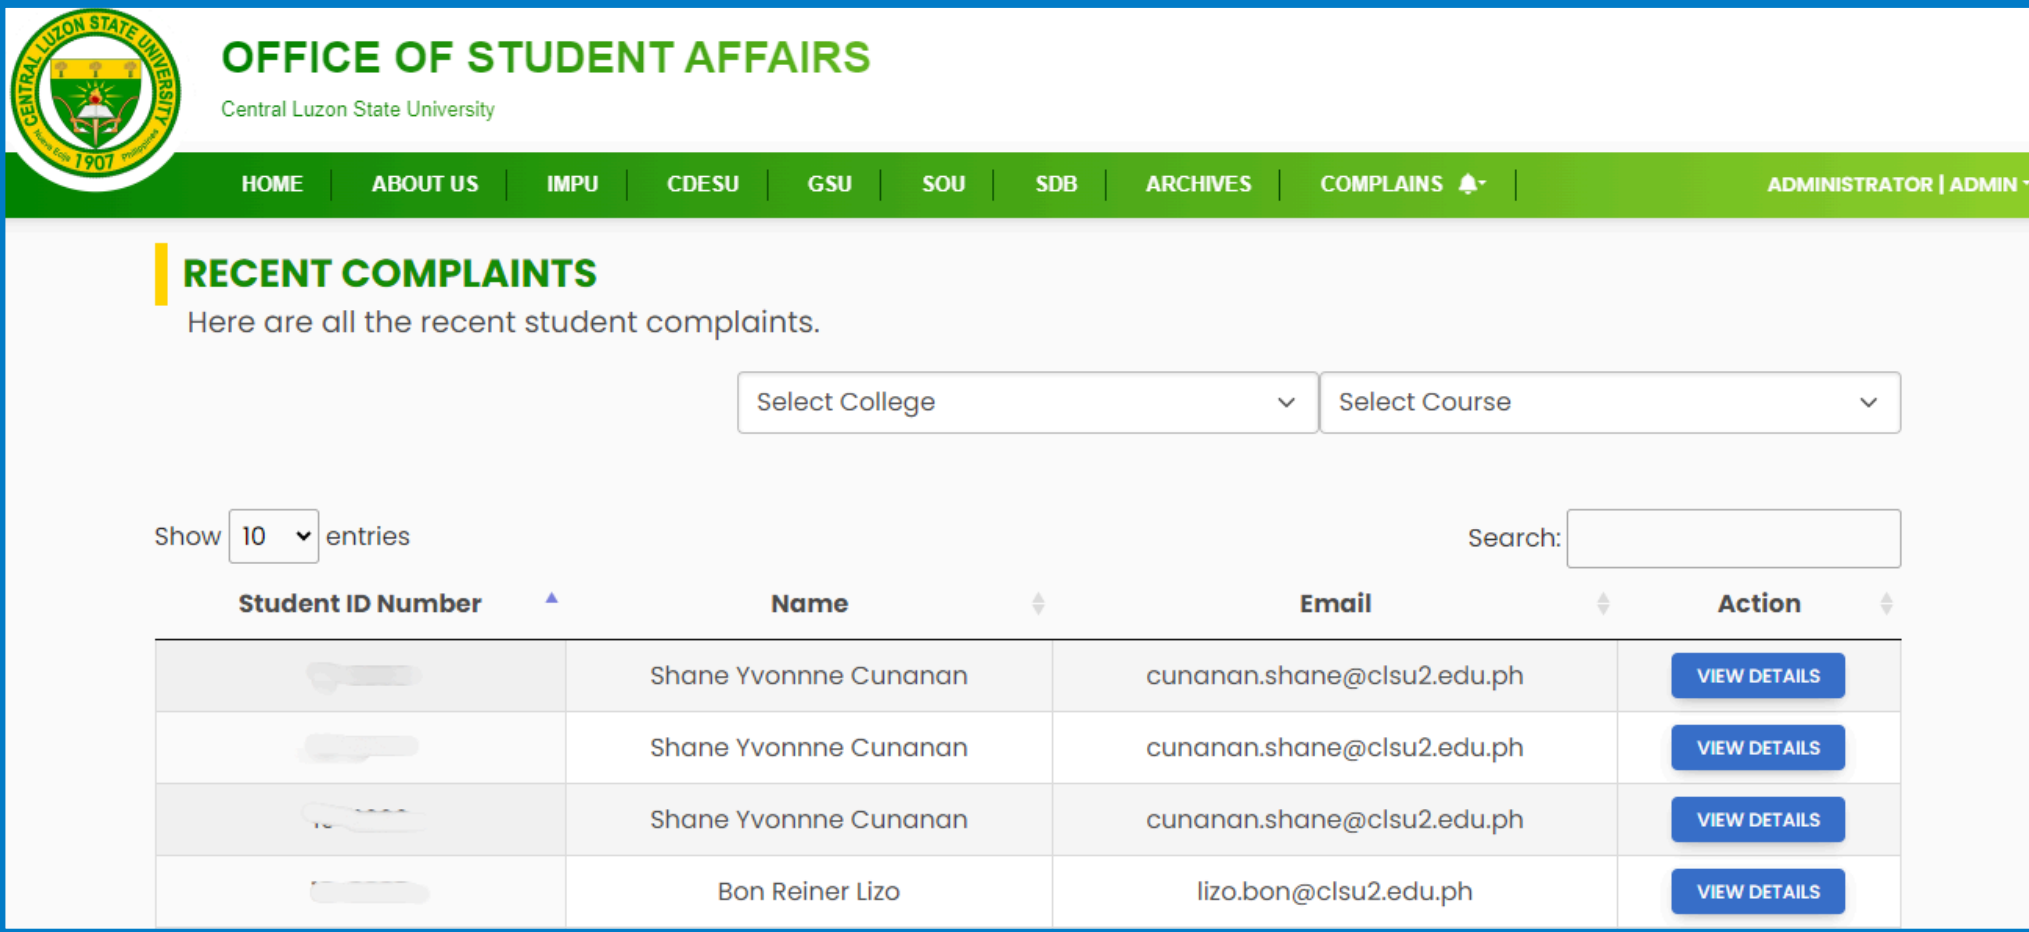 CENTRAL LUZON STATE UNIVERSITY
Nueva Ecija Philippines
1907
OFFICE OF STUDENT AFFAIRS
Central Luzon State University
HOME ABOUT US IMPU CDESU GSU SOU SDB ARCHIVES COMPLAINS ADMINISTRATOR | ADMIN
RECENT COMPLAINTS
Here are all the recent student complaints.
Select College Select Course
Show 10 entries Search:
Student ID Number Name Email Action
Shane Yvonnne Cunanan cunanan.shane@clsu2.edu.ph VIEW DETAILS
Shane Yvonnne Cunanan cunanan.shane@clsu2.edu.ph VIEW DETAILS
Shane Yvonnne Cunanan cunanan.shane@clsu2.edu.ph VIEW DETAILS
Bon Reiner Lizo lizo.bon@clsu2.edu.ph VIEW DETAILS